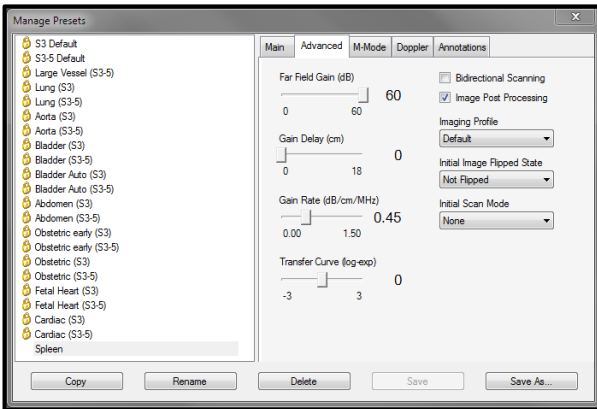 Manage Presets
X
S3 Default
S3-5 Default
Large Vessel (S3-5)
Lung (S3)
Lung (S3-5)
Aorta (S3)
Aorta (S3-5)
Bladder (S3)
Bladder (S3-5)
Bladder Auto (S3)
Bladder Auto (S3-5)
Abdomen (S3)
Abdomen (S3-5)
Obstetric early (S3)
Obstetric early (S3-5)
Obstetric (S3)
Obstetric (S3-5)
Fetal Heart (S3)
Fetal Heart (S3-5)
Cardiac (S3)
Cardiac (S3-5)
Spleen
Main Advanced M-Mode Doppler Annotations
Far Field Gain (dB)
60
0 60
Gain Delay (cm)
0
0 18
Gain Rate (dB/cm/MHz)
0.45
0.00 1.50
Transfer Curve (log-exp)
0
-3 3
Bidirectional Scanning
Image Post Processing
Imaging Profile
Default
Initial Image Flipped State
Not Flipped
Initial Scan Mode
None
Copy Rename Delete Save Save As...